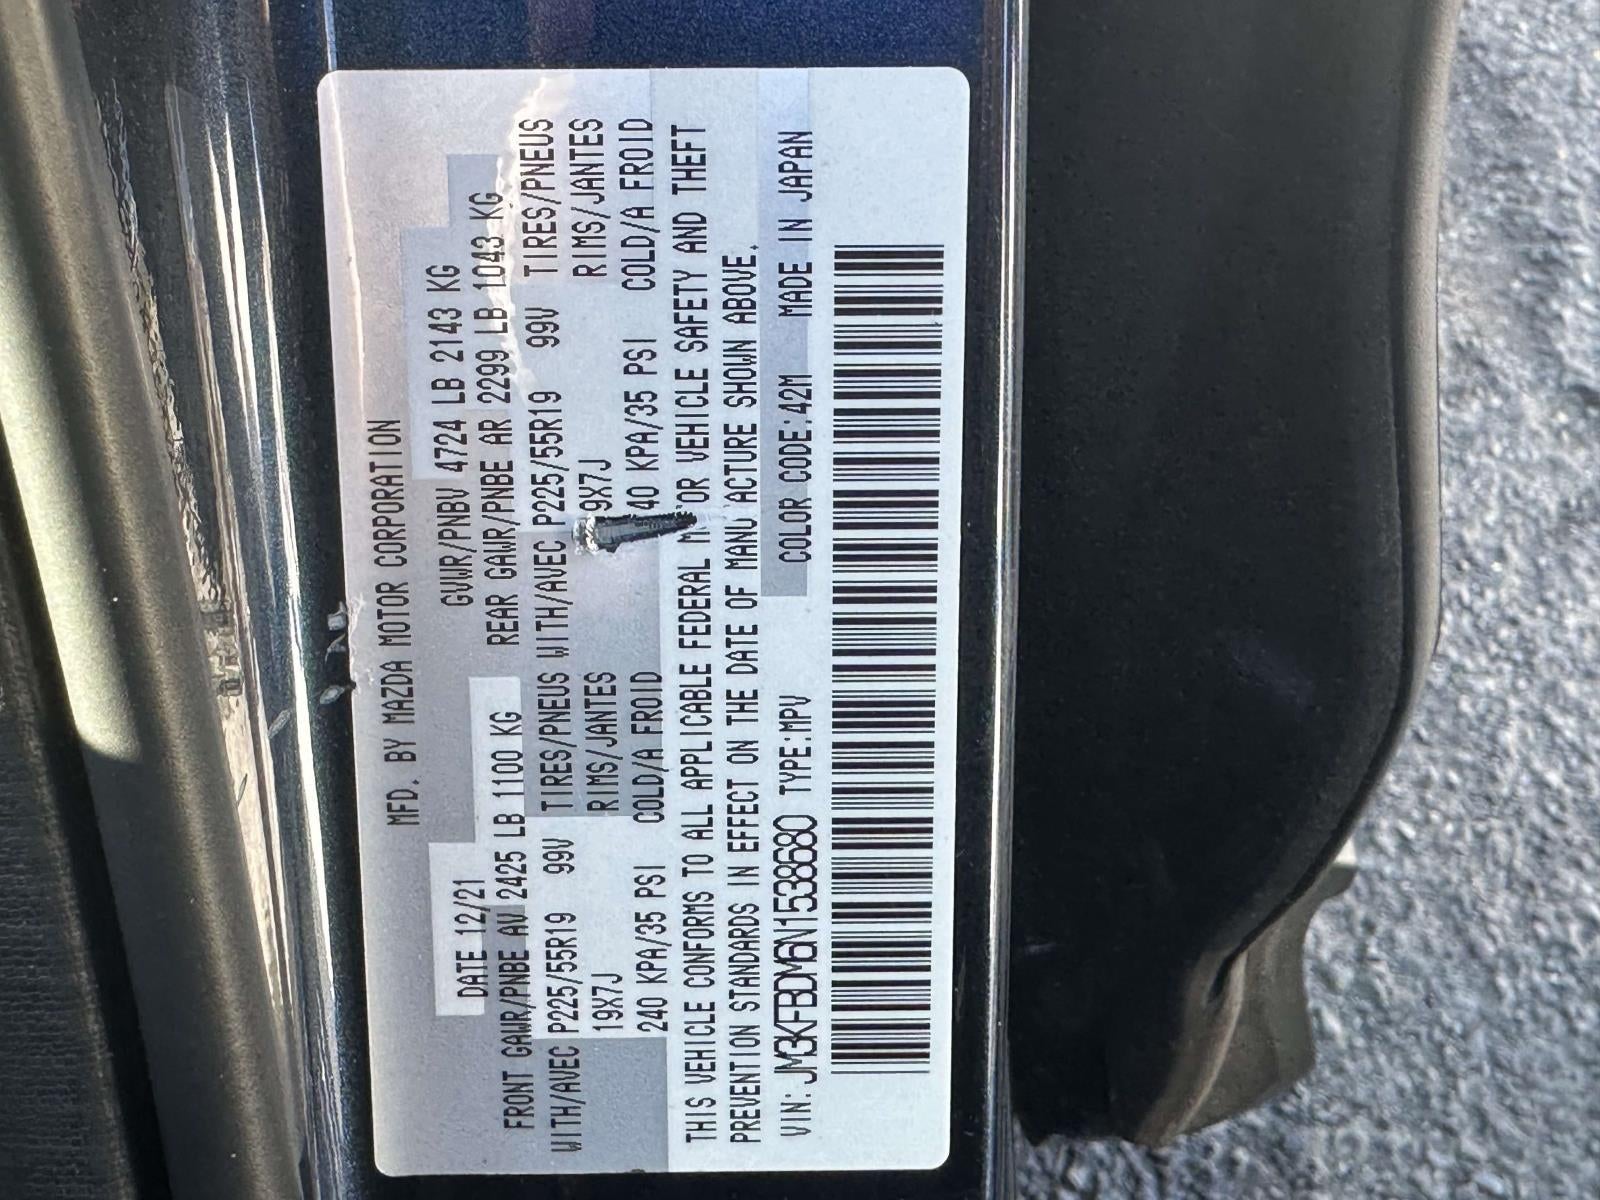 MFD. BY MAZDA MOTOR CORPORATION
DATE 12/21 GVWR/PNBV 4724 LB 2143 KG
FRONT GAWR/PNBE AV 2425 LB 1100 KG REAR GAWR/PNBE AR 2299 LB 1043 KG
WITH/AVEC P225/55R19 99V TIRES/PNEUS WITH/AVEC P225/55R19 99V TIRES/PNEUS
19X7J RIMS/JANTES 9X7J RIMS/JANTES
240 KPA/35 PSI COLD/A FROID 40 KPA/35 PSI COLD/A FROID
THIS VEHICLE CONFORMS TO ALL APPLICABLE FEDERAL M OR VEHICLE SAFETY AND THEFT
PREVENTION STANDARDS IN EFFECT ON THE DATE OF MANU ACTURE SHOWN ABOVE.
VIN: JM3KFBDM6N1538680 TYPE:MPV COLOR CODE:42M MADE IN JAPAN